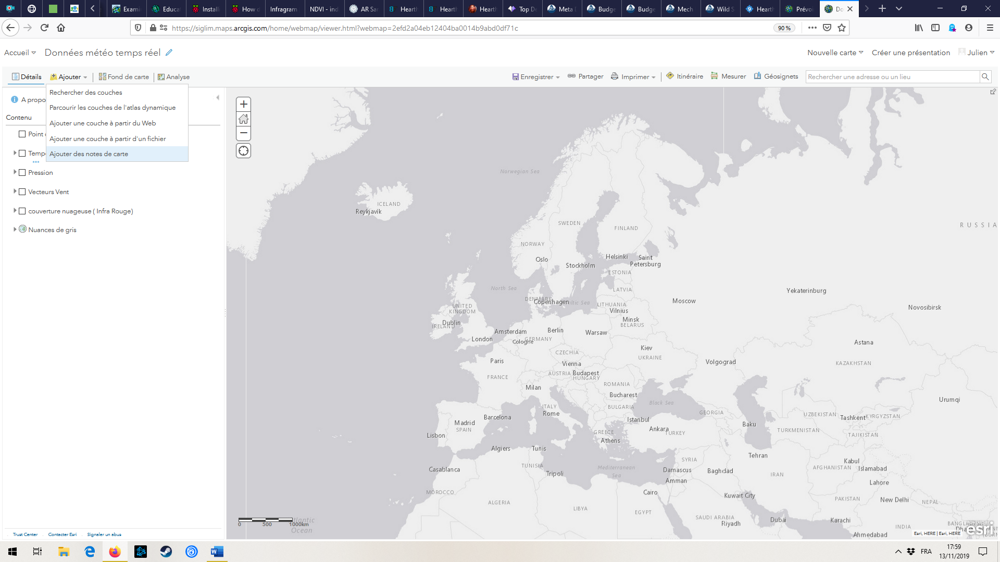 Exami
Educa
Install
How d
Infragram
NDVI - ind
AR Sa
Hearth
Hearth
Hearth
Top De
Meta
Budge
Budge
Mech
Wild S
Hearth
Prévoi
Do
https://siglim.maps.arcgis.com/home/webmap/viewer.html?webmap=2efd2a04eb12404ba0014b9abd0df71c
90 %
Accueil
Données météo temps réel
Nouvelle carte
Créer une présentation
Julien
Détails
Ajouter
Fond de carte
Analyse
Enregistrer
Partager
Imprimer
Itinéraire
Mesurer
Géosignets
Rechercher une adresse ou un lieu
Rechercher des couches
Parcourir les couches de l'atlas dynamique
Ajouter une couche à partir du Web
Ajouter une couche à partir d'un fichier
Ajouter des notes de carte
A propo
Contenu
Point
Tempé
Pression
Vecteurs Vent
couverture nuageuse ( Infra Rouge)
Nuances de gris
Norwegian Sea
ICELAND
Reykjavík
SWEDEN
FINLAND
RUSSIA
NORWAY
Oslo
Helsinki
Saint
Petersburg
Stockholm
ESTONIA
North Sea
LATVIA
Yekaterinburg
DENMARK
Copenhagen
ltic Sea
Moscow
LITHUANIA
UNITED
KINGDOM
Vilnius
Novosibirsk
Minsk
BELARUS
Dublin
IRELAND
Amsterdam
Berlin
Warsaw
London
Cologne
GERMANY
Astana
Kiev
CZECHIA
UKRAINE
Paris
Vienna
Volgograd
KAZAKHSTAN
FRANCE
AUSTRIA
Budapest
HUNGARY
Milan
ROMANIA
Bucharest
Black Sea
Urumqi
ITALY
BULGARIA
Rome
GEORGIA
UZBEKISTAN
Tashkent
KYRGYZSTAN
Barcelona
Istanbul
Madrid
SPAIN
Baku
Ankara
TURKEY
TURKMENISTAN
GREECE
TAJIKISTAN
Lisbon
Athens
Algiers
Tunis
Tehran
SYRIA
Kabul
TUNISIA
Mediterranean
Sea
AFGHANISTAN
Islamabad
Casablanca
Tripoli
Damascus
Baghdad
IRAN
Amman
Lahore
MOROCCO
Cairo
Kuwait City
PAKISTAN
New Delhi
NEPAL
ALGERIA
LIBYA
EGYPT
SAUDI ARABIA
Riyadh
Dubai
Karachi
INDIA
Ahmedabad
0
500
1000km
lantic
Ocean
Esri, HERE | Esri, HERE
POWERED BY
esri
Trust Center
Contacter Esri
Signaler un abus
FRA
17:59
13/11/2019